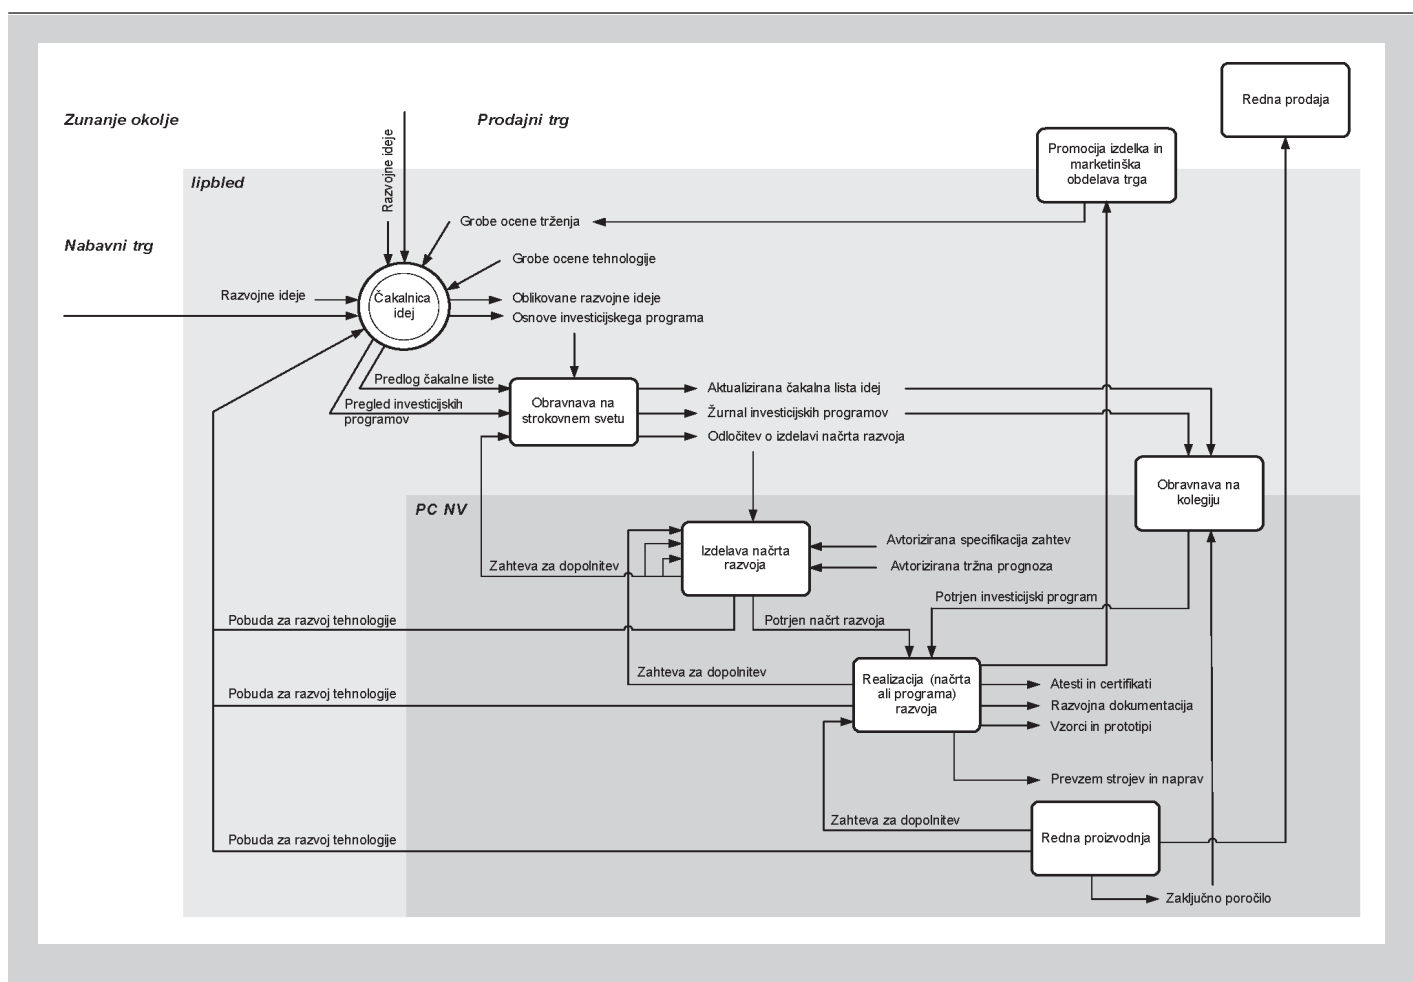 Redna prodaja
Zunanje okolje
Prodajni trg
Promocija izdelka in
marketinška
obdelava trga
Razvojne ideje
lipbled
Grobe ocene trženja
Nabavni trg
Grobe ocene tehnologije
Razvojne ideje
Čakalnica
idej
Oblikovane razvojne ideje
Osnove investicijskega programa
Predlog čakalne liste
Pregled investicijskih
programov
Obravnava na
strokovnem svetu
Aktualizirana čakalna lista idej
Žurnal investicijskih programov
Odločitev o izdelavi načrta razvoja
Obravnava na
kolegiju
PC NV
Izdelava načrta
razvoja
Avtorizirana specifikacija zahtev
Avtorizirana tržna prognoza
Zahteva za dopolnitev
Potrjen investicijski program
Pobuda za razvoj tehnologije
Potrjen načrt razvoja
Zahteva za dopolnitev
Realizacija (načrta
ali programa)
razvoja
Atesti in certifikati
Pobuda za razvoj tehnologije
Razvojna dokumentacija
Vzorci in prototipi
Prevzem strojev in naprav
Zahteva za dopolnitev
Pobuda za razvoj tehnologije
Redna proizvodnja
Zaključno poročilo